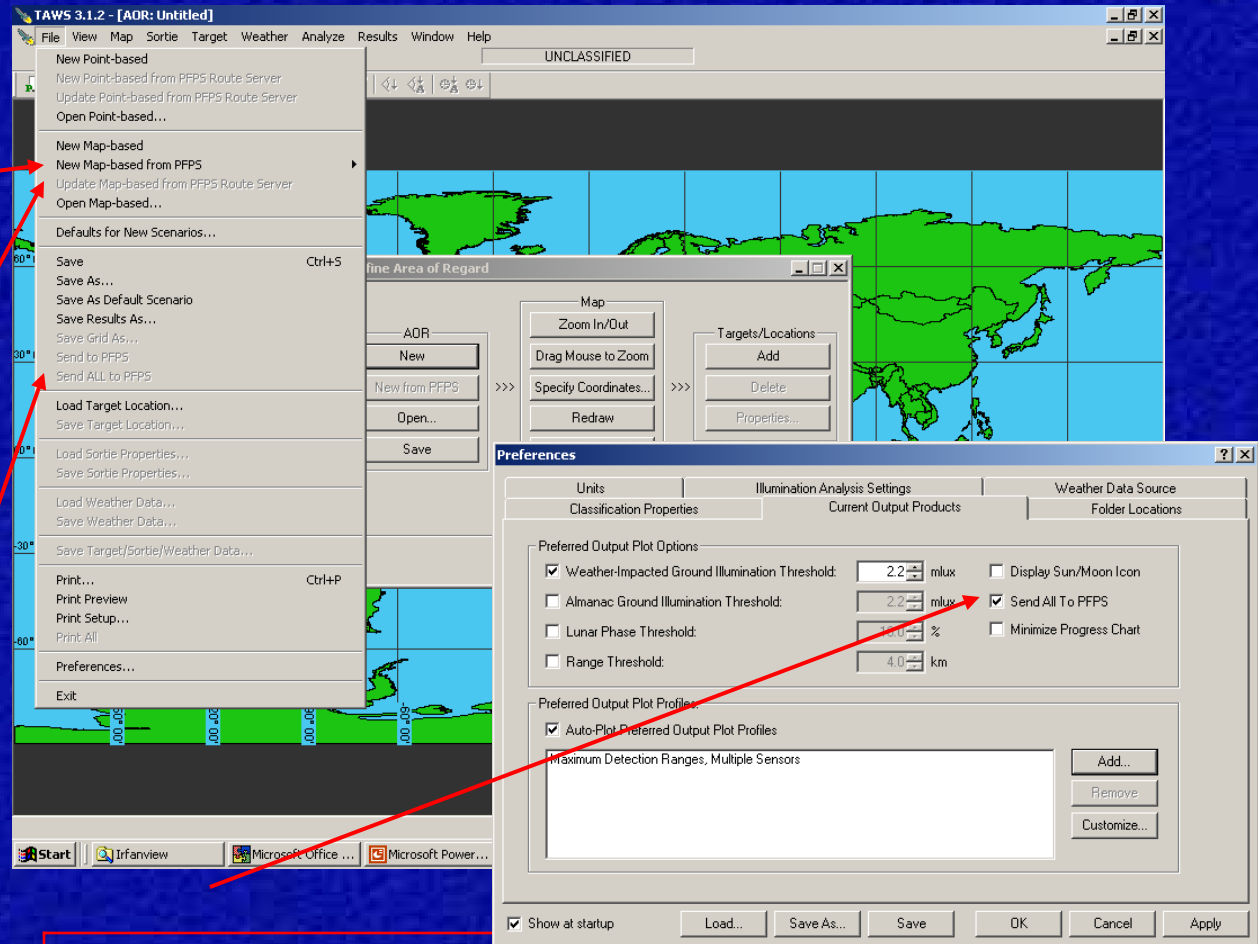 TAWS 3.1.2 - [AOR: Untitled]
File View Map Sortie Target Weather Analyze Results Window Help
UNCLASSIFIED
New Point-based
New Point-based from PFPS Route Server
Update Point-based from PFPS Route Server
Open Point-based...
New Map-based
New Map-based from PFPS
Update Map-based from PFPS Route Server
Open Map-based...
Defaults for New Scenarios...
Save Ctrl+S
Save As...
Save As Default Scenario
Save Results As...
Save Grid As...
Send to PFPS
Send ALL to PFPS
Load Target Location...
Save Target Location...
Load Sortie Properties...
Save Sortie Properties...
Load Weather Data...
Save Weather Data...
Save Target/Sortie/Weather Data...
Print... Ctrl+P
Print Preview
Print Setup...
Print All
Preferences...
Exit
fine Area of Regard
AOR
New
New from PFPS
Open...
Save
>>>
Map
Zoom In/Out
Drag Mouse to Zoom
Specify Coordinates...
Redraw
>>>
Targets/Locations
Add
Delete
Properties...
60°
30°
-30°
-60°
Preferences
Units Illumination Analysis Settings Weather Data Source
Classification Properties Current Output Products Folder Locations
Preferred Output Plot Options
Weather-Impacted Ground Illumination Threshold: 2.2 mlux Display Sun/Moon Icon
Almanac Ground Illumination Threshold: 2.2 mlux Send All To PFPS
Lunar Phase Threshold: % Minimize Progress Chart
Range Threshold: 4.0 km
Preferred Output Plot Profiles:
Auto-Plot Preferred Output Plot Profiles
Maximum Detection Ranges, Multiple Sensors
Add...
Remove
Customize...
Show at startup Load... Save As... Save OK Cancel Apply
Start Irfanview Microsoft Office ... Microsoft Power...